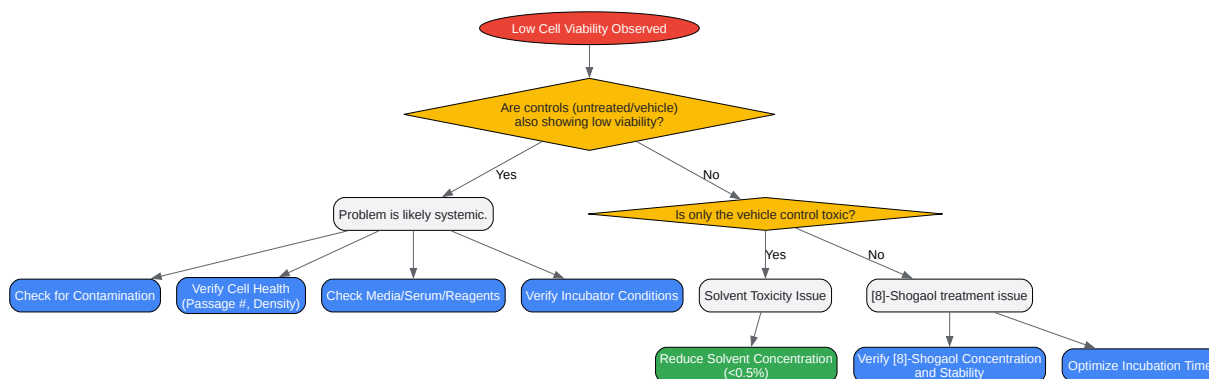 Low Cell Viability Observed
Are controls (untreated/vehicle)
also showing low viability?
Yes
No
Problem is likely systemic.
Is only the vehicle control toxic?
Yes
No
Check for Contamination
Verify Cell Health
(Passage #, Density)
Check Media/Serum/Reagents
Verify Incubator Conditions
Solvent Toxicity Issue
[8]-Shogaol treatment issue
Reduce Solvent Concentration
(<0.5%)
Verify [8]-Shogaol Concentration
and Stability
Optimize Incubation Time